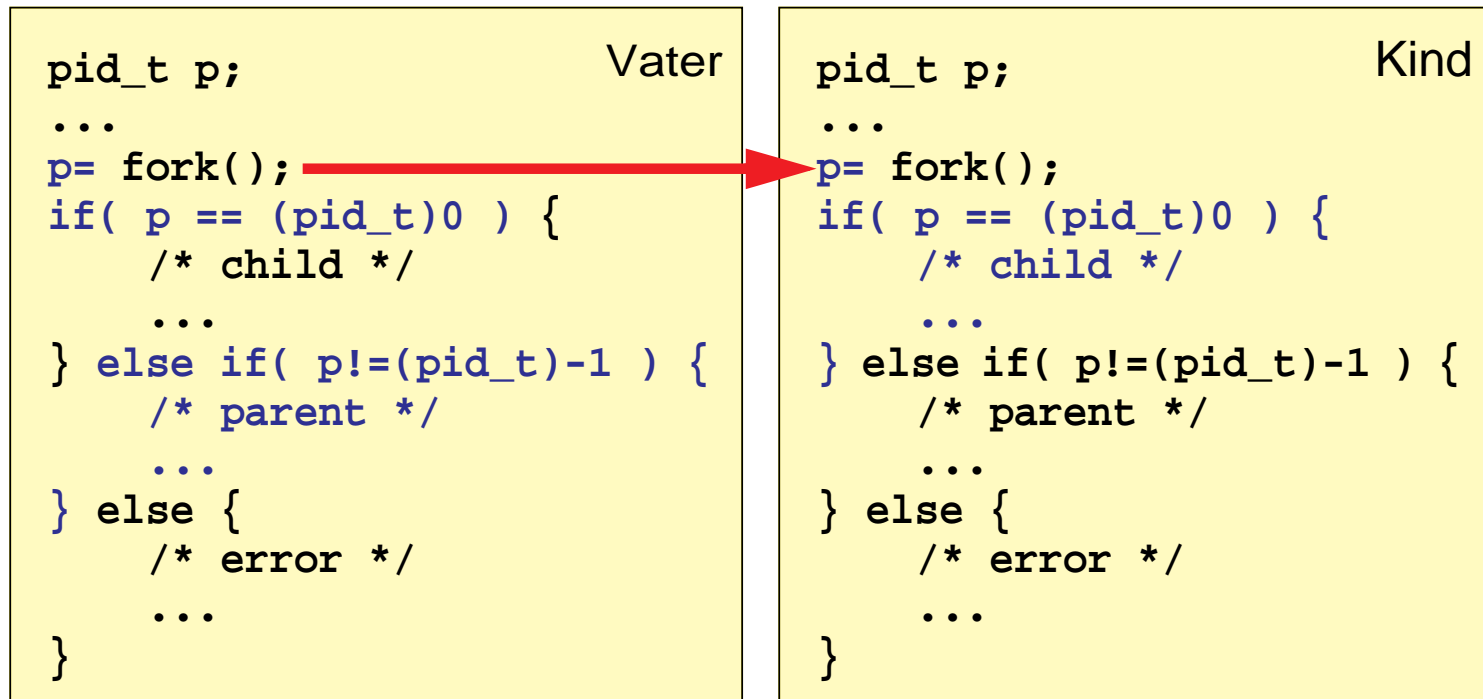 pid_t p; Vater
...
p= fork();
if( p == (pid_t)0 ) {
/* child */
...
} else if( p!=(pid_t)-1 ) {
/* parent */
...
} else {
/* error */
...
}
pid_t p; Kind
...
p= fork();
if( p == (pid_t)0 ) {
/* child */
...
} else if( p!=(pid_t)-1 ) {
/* parent */
...
} else {
/* error */
...
}